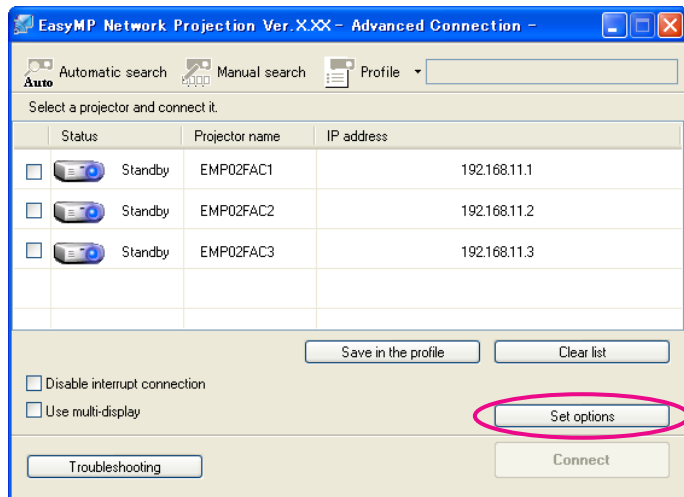 EasyMP Network Projection Ver.X.XX – Advanced Connection –
Auto Automatic search Manual search Profile
Select a projector and connect it.
Status Projector name IP address
Standby EMP02FAC1 192.168.11.1
Standby EMP02FAC2 192.168.11.2
Standby EMP02FAC3 192.168.11.3
Save in the profile Clear list
Disable interrupt connection
Use multi-display
Set options
Troubleshooting Connect